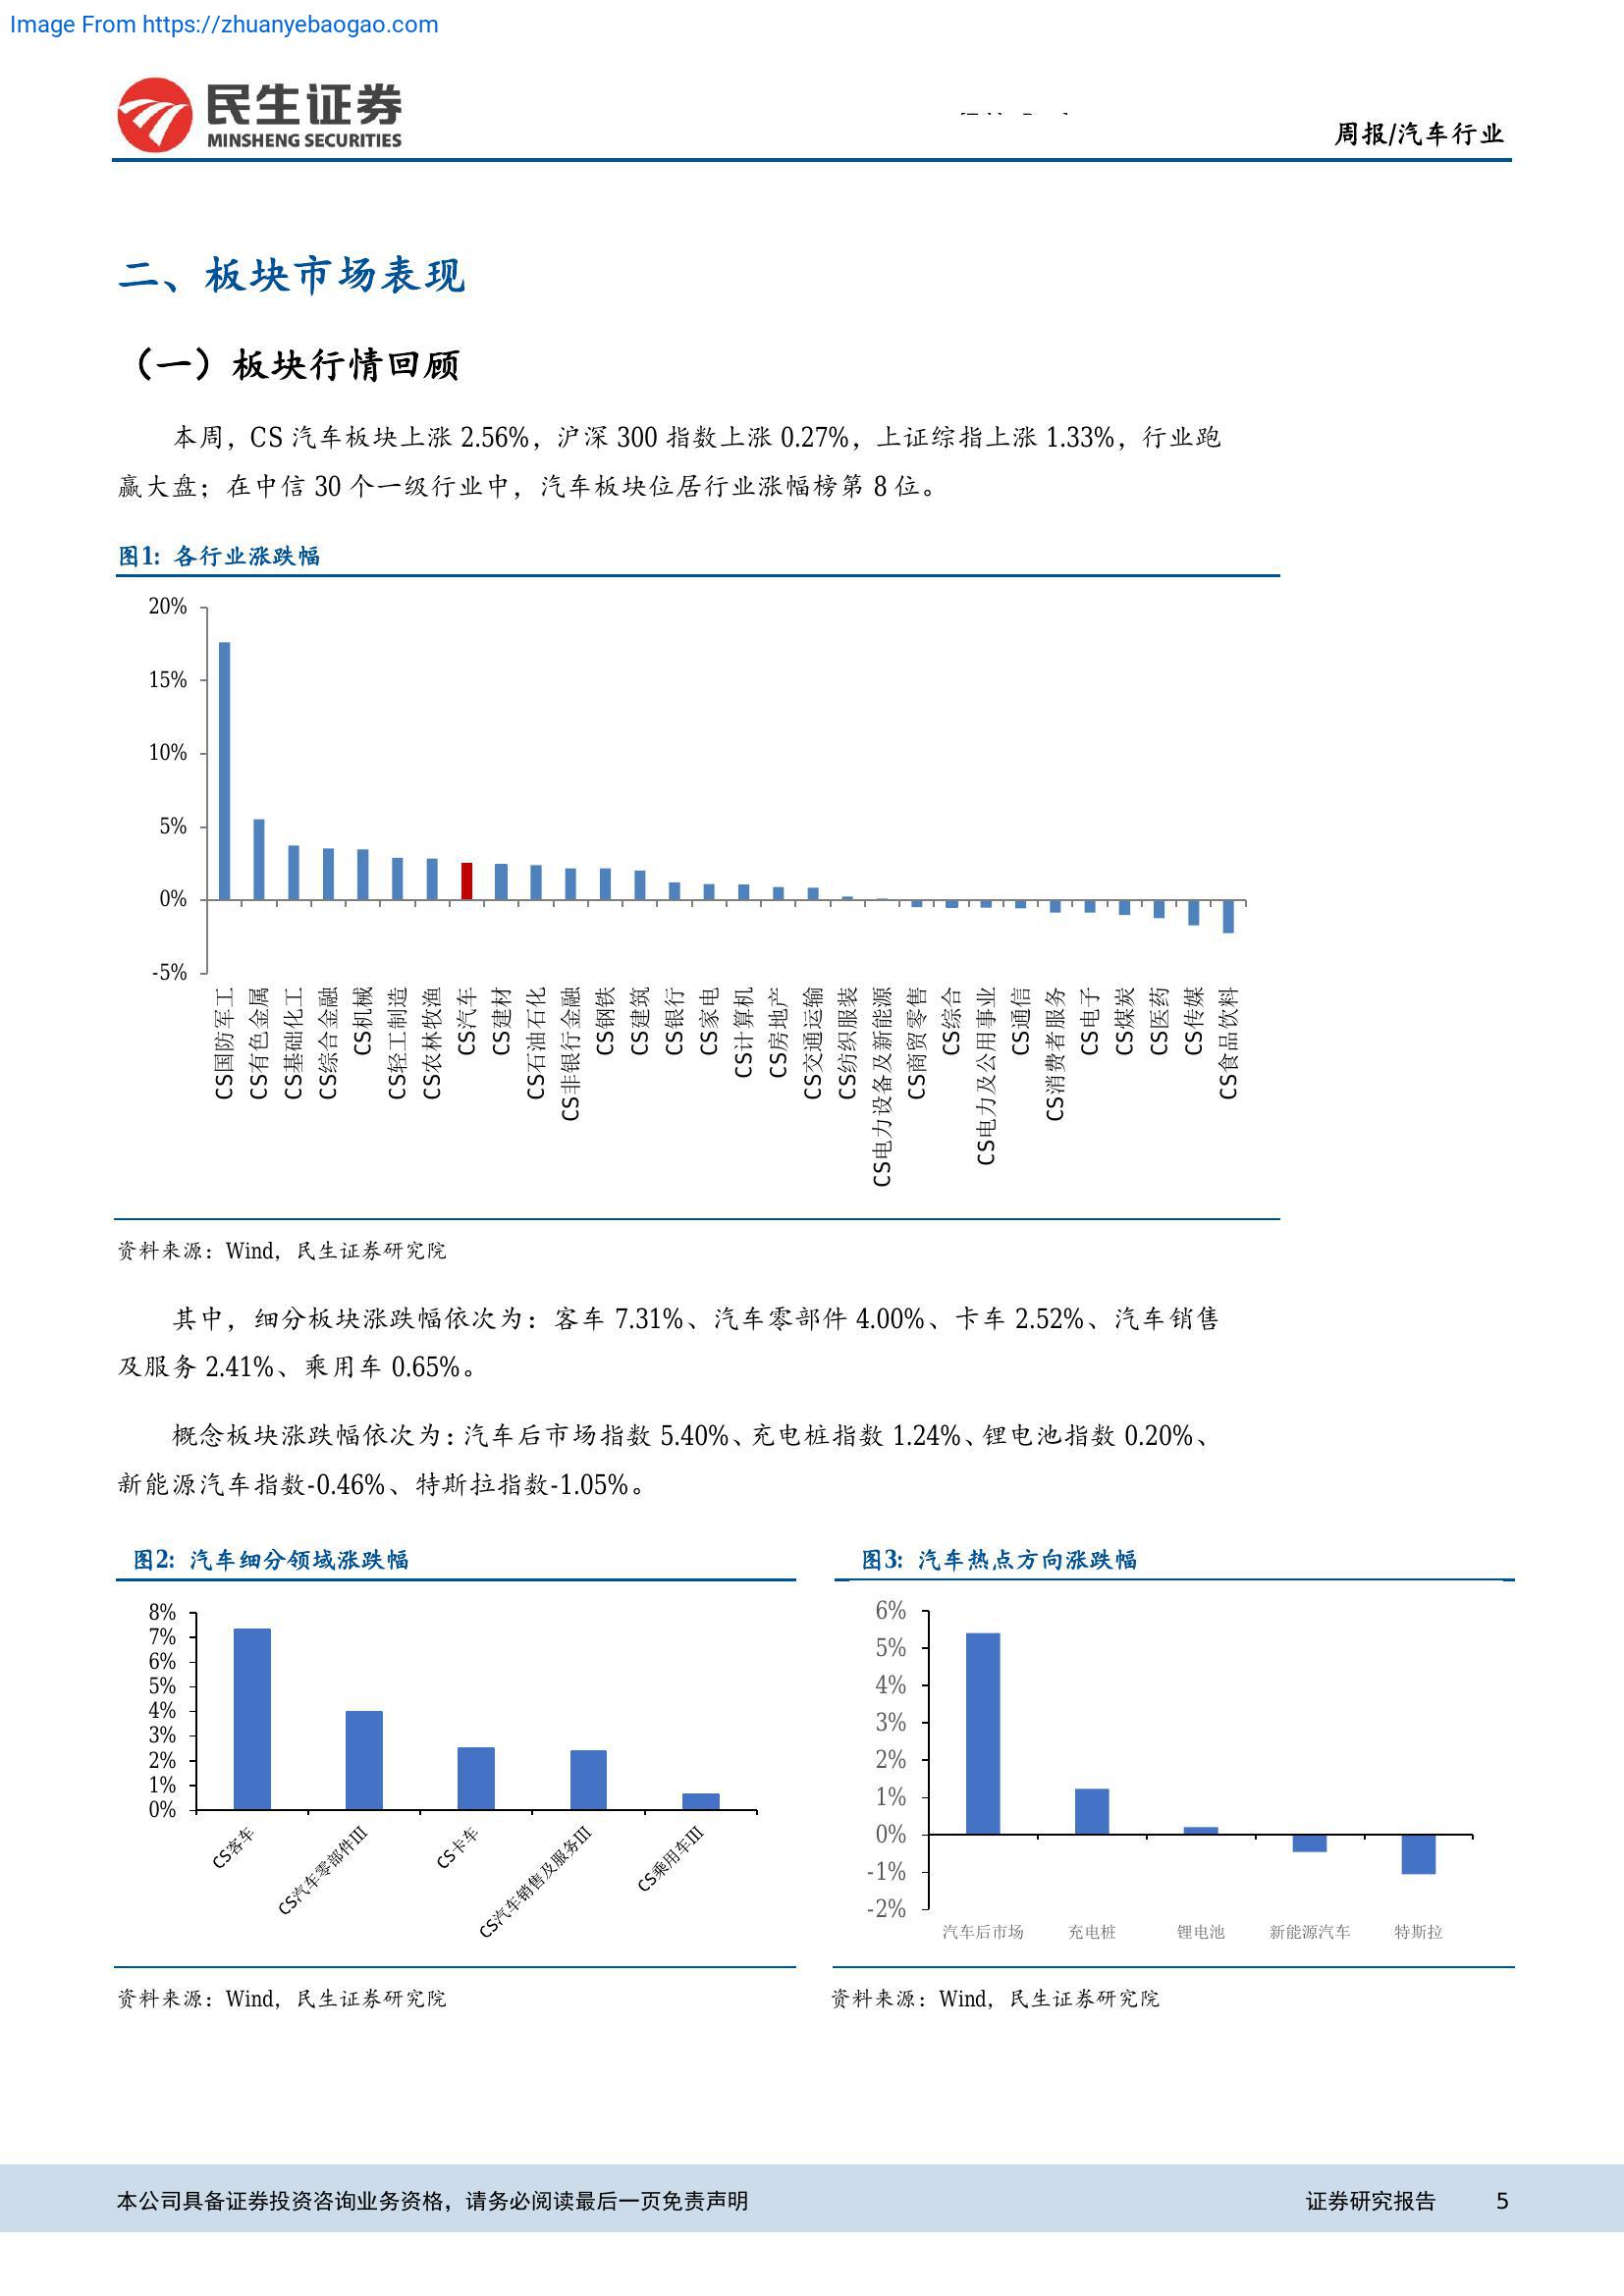 Image From https://zhuanyebaogao.com
民生证券
MINSHENG SECURITIES
周报/汽车行业
二、板块市场表现
（一）板块行情回顾
本周，CS 汽车板块上涨 2.56%，沪深 300 指数上涨 0.27%，上证综指上涨 1.33%，行业跑
赢大盘；在中信 30 个一级行业中，汽车板块位居行业涨幅榜第 8 位。
图1: 各行业涨跌幅
20%
15%
10%
5%
0%
-5%
CS国防军工
CS有色金属
CS基础化工
CS综合金融
CS机械
CS轻工制造
CS农林牧渔
CS汽车
CS建材
CS石油石化
CS非银行金融
CS钢铁
CS建筑
CS银行
CS家电
CS计算机
CS房地产
CS交通运输
CS纺织服装
CS电力设备及新能源
CS商贸零售
CS综合
CS电力及公用事业
CS通信
CS消费者服务
CS电子
CS煤炭
CS医药
CS传媒
CS食品饮料
资料来源：Wind，民生证券研究院
其中，细分板块涨跌幅依次为：客车 7.31%、汽车零部件 4.00%、卡车 2.52%、汽车销售
及服务 2.41%、乘用车 0.65%。
概念板块涨跌幅依次为：汽车后市场指数 5.40%、充电桩指数 1.24%、锂电池指数 0.20%、
新能源汽车指数-0.46%、特斯拉指数-1.05%。
图2: 汽车细分领域涨跌幅
8%
7%
6%
5%
4%
3%
2%
1%
0%
CS客车
CS汽车零部件III
CS卡车
CS汽车销售及服务III
CS乘用车III
资料来源：Wind，民生证券研究院
图3: 汽车热点方向涨跌幅
6%
5%
4%
3%
2%
1%
0%
-1%
-2%
汽车后市场
充电桩
锂电池
新能源汽车
特斯拉
资料来源：Wind，民生证券研究院
本公司具备证券投资咨询业务资格，请务必阅读最后一页免责声明
证券研究报告
5